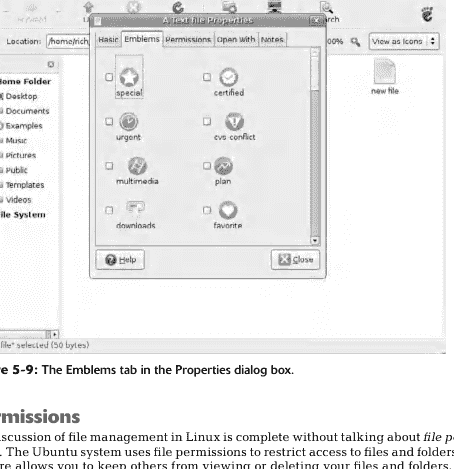 A Text file Properties
rch
Location: /home/rich
00% View as Icons
Basic Emblems Permissions Open With Notes
ome Folder
Desktop
Documents
Examples
Music
Pictures
Public
Templates
Videos
ile System
special
certified
urgent
cvs conflict
multimedia
plan
downloads
favorite
new file
Help
Close
file" selected (50 bytes)
e 5-9: The Emblems tab in the Properties dialog box.
rmissions
scussion of file management in Linux is complete without talking about file p
. The Ubuntu system uses file permissions to restrict access to files and folders
re allows you to keep others from viewing or deleting your files and folders.